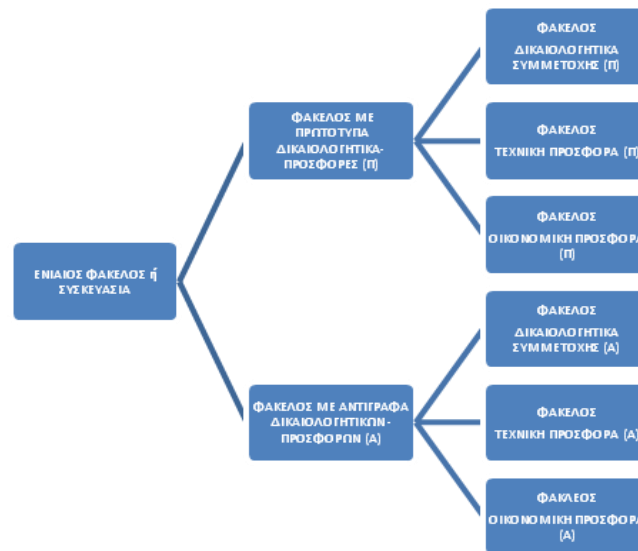 ΕΝΙΑΙΟΣ ΦΑΚΕΛΟΣ ή
ΣΥΣΚΕΥΑΣΙΑ
ΦΑΚΕΛΟΣ ΜΕ
ΠΡΩΤΟΤΥΠΑ
ΔΙΚΑΙΟΛΟΓΗΤΙΚΑ-
ΠΡΟΣΦΟΡΕΣ (Π)
ΦΑΚΕΛΟΣ
ΔΙΚΑΙΟΛΟΓΗΤΙΚΑ
ΣΥΜΜΕΤΟΧΗΣ (Π)
ΦΑΚΕΛΟΣ
ΤΕΧΝΙΚΗ ΠΡΟΣΦΟΡΑ (Π)
ΦΑΚΕΛΟΣ
ΟΙΚΟΝΟΜΙΚΗ ΠΡΟΣΦΟΡΑ
(Π)
ΦΑΚΕΛΟΣ ΜΕ ΑΝΤΙΓΡΑΦΑ
ΔΙΚΑΙΟΛΟΓΗΤΙΚΩΝ-
ΠΡΟΣΦΟΡΩΝ (Α)
ΦΑΚΕΛΟΣ
ΔΙΚΑΙΟΛΟΓΗΤΙΚΑ
ΣΥΜΜΕΤΟΧΗΣ (Α)
ΦΑΚΕΛΟΣ
ΤΕΧΝΙΚΗ ΠΡΟΣΦΟΡΑ (Α)
ΦΑΚΛΕΟΣ
ΟΙΚΟΝΟΜΙΚΗ ΠΡΟΣΦΟΡΑ
(Α)